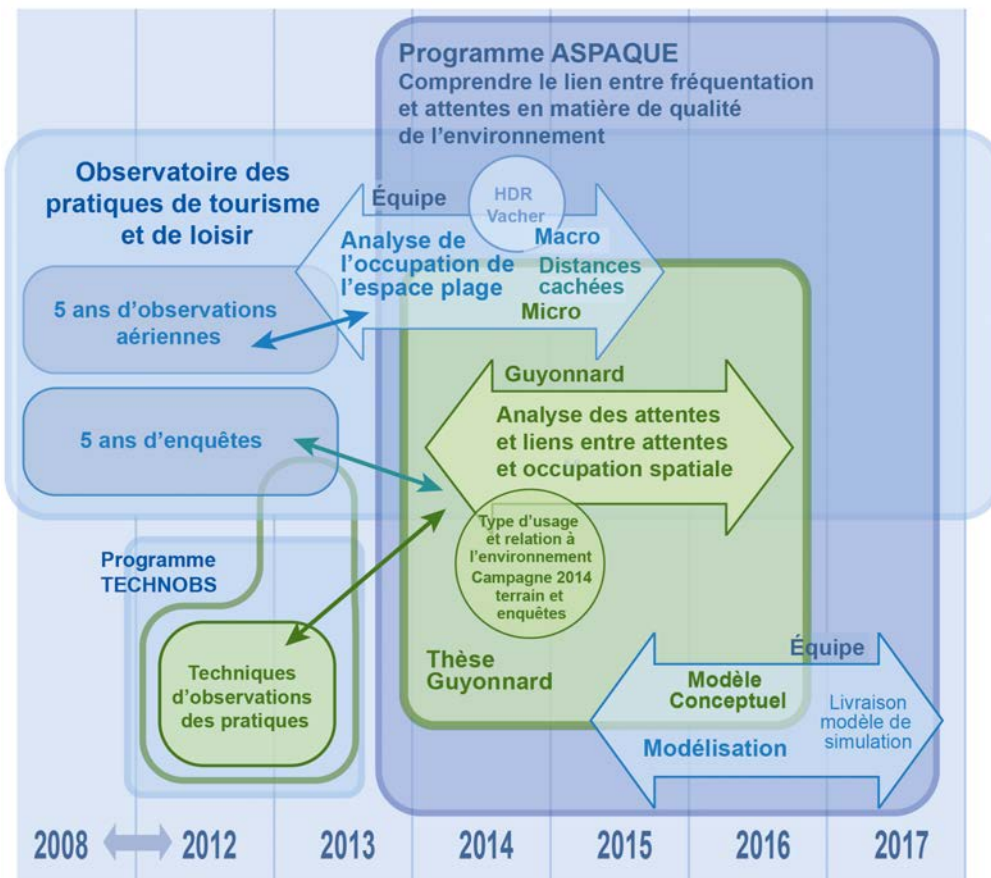 Programme ASPAQUE
Comprendre le lien entre fréquentation
et attentes en matière de qualité
de l'environnement
Observatoire des
pratiques de tourisme
et de loisir
Équipe
HDR
Vacher
Analyse de
l'occupation de
l'espace plage
Macro
Distances
cachées
Micro
5 ans d'observations
aériennes
5 ans d'enquêtes
Guyonnard
Analyse des attentes
et liens entre attentes
et occupation spatiale
Type d'usage
et relation à
l'environnement
Campagne 2014
terrain et
enquêtes
Programme
TECHNOBS
Techniques
d'observations
des pratiques
Thèse
Guyonnard
Équipe
Modèle
Conceptuel
Modélisation
Livraison
modèle de
simulation
2008 2012 2013 2014 2015 2016 2017